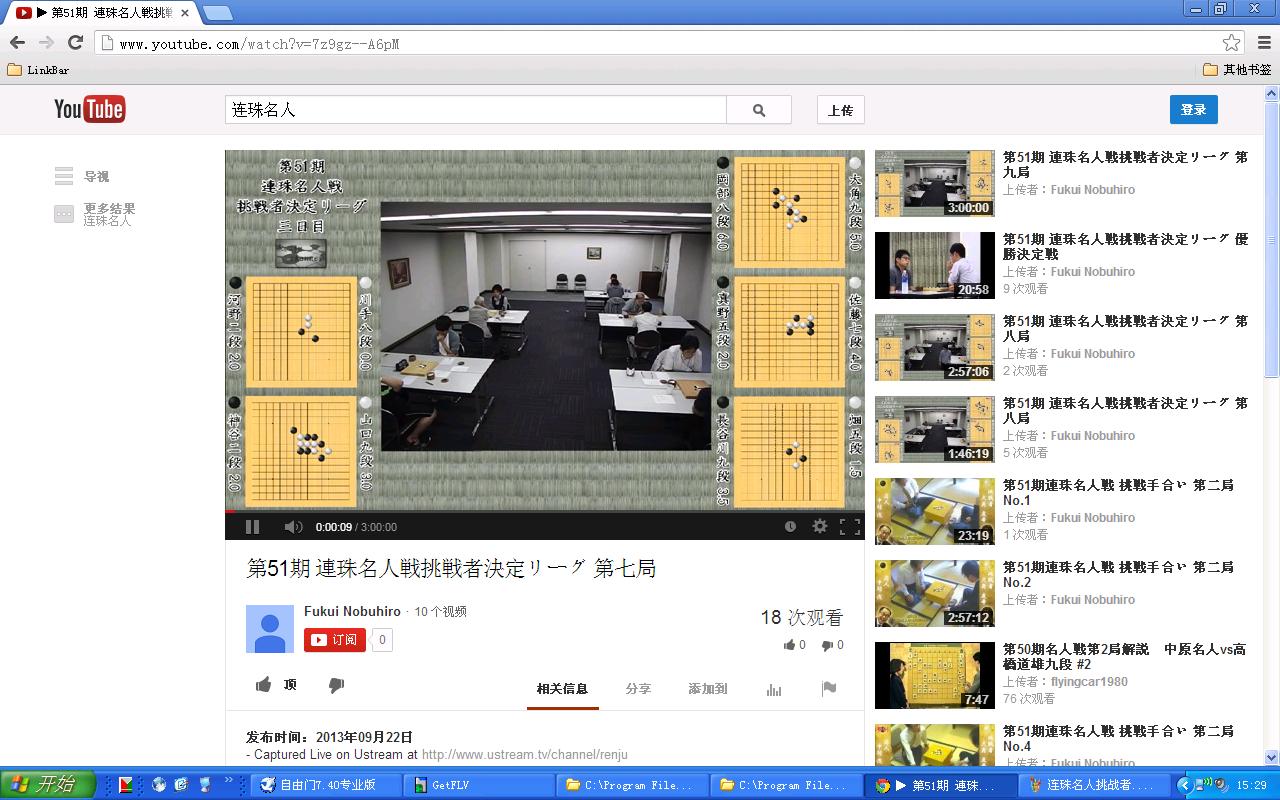 ▶ 第51期 連珠名人戦挑戦
www.youtube.com/watch?v=7z9gz--A6pM
LinkBar
其他书签
YouTube
连珠名人
上传
登录
导视
更多结果
连珠名人
第51期
連珠名人戦
挑戦者決定リーグ
三日目
岡部八段 6.0
大角九段 5.0
河野二段 2.0
川手八段 0.0
真野五段 2.0
佐藤七段 4.0
神谷八段 2.0
山口九段 3.0
長谷川九段 3.5
畑五段 1.5
0:00:09 / 3:00:00
第51期 連珠名人戦挑戦者決定リーグ 第七局
Fukui Nobuhiro · 10 个视频
订阅
0
18 次观看
0
0
顶
相关信息
分享
添加到
发布时间：2013年09月22日
- Captured Live on Ustream at http://www.ustream.tv/channel/renju
3:00:00
第51期 連珠名人戦挑戦者決定リーグ 第
九局
上传者：Fukui Nobuhiro
20:58
第51期 連珠名人戦挑戦者決定リーグ 優
勝決定戦
上传者：Fukui Nobuhiro
9 次观看
2:57:06
第51期 連珠名人戦挑戦者決定リーグ 第
八局
上传者：Fukui Nobuhiro
2 次观看
1:46:19
第51期 連珠名人戦挑戦者決定リーグ 第
八局
上传者：Fukui Nobuhiro
5 次观看
23:19
第51期連珠名人戦 挑戦手合い 第二局
No.1
上传者：Fukui Nobuhiro
1 次观看
2:57:12
第51期連珠名人戦 挑戦手合い 第二局
No.2
上传者：Fukui Nobuhiro
7:47
第50期名人戦第2局解説　中原名人vs高
橋道雄九段 #2
上传者：flyingcar1980
76 次观看
第51期連珠名人戦 挑戦手合い 第二局
No.4
上传者：Fukui Nobuhiro
开始
自由门7.40专业版
GetFLV
C:\Program File...
C:\Program File...
▶ 第51期 連珠...
连珠名人挑战者....
15:29